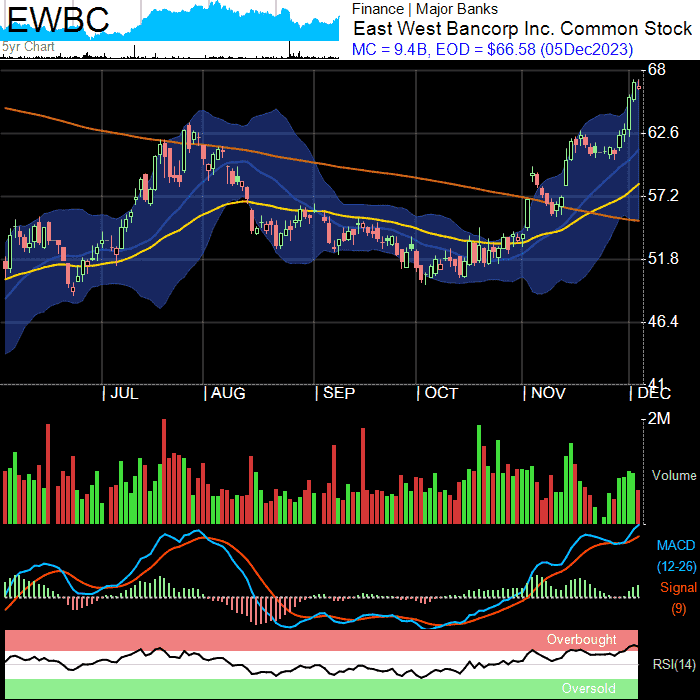 EWBC
5yr Chart
Finance | Major Banks
East West Bancorp Inc. Common Stock
MC = 9.4B, EOD = $66.58 (05Dec2023)
68
62.6
57.2
51.8
46.4
41
JUL AUG SEP OCT NOV DEC
2M
Volume
MACD
(12-26)
Signal
(9)
Overbought
RSI(14)
Oversold